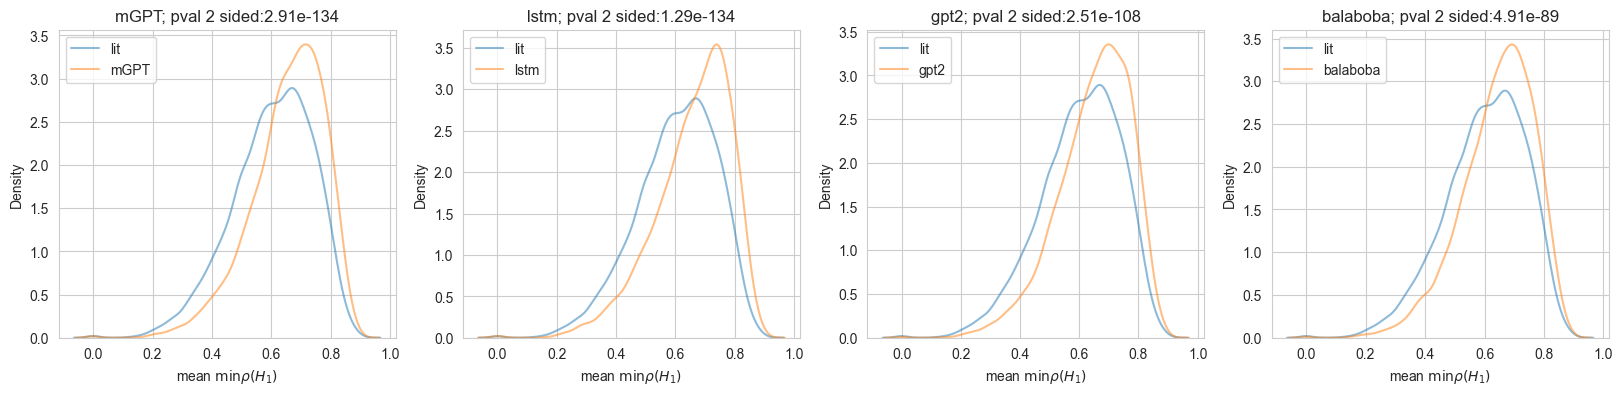 mGPT; pval 2 sided:2.91e-134
lit
mGPT
Density
3.5
3.0
2.5
2.0
1.5
1.0
0.5
0.0
0.0 0.2 0.4 0.6 0.8 1.0
mean min ρ(H₁)
lstm; pval 2 sided:1.29e-134
lit
lstm
Density
3.5
3.0
2.5
2.0
1.5
1.0
0.5
0.0
0.0 0.2 0.4 0.6 0.8 1.0
mean min ρ(H₁)
gpt2; pval 2 sided:2.51e-108
lit
gpt2
Density
3.5
3.0
2.5
2.0
1.5
1.0
0.5
0.0
0.0 0.2 0.4 0.6 0.8 1.0
mean min ρ(H₁)
balaboba; pval 2 sided:4.91e-89
lit
balaboba
Density
3.5
3.0
2.5
2.0
1.5
1.0
0.5
0.0
0.0 0.2 0.4 0.6 0.8 1.0
mean min ρ(H₁)